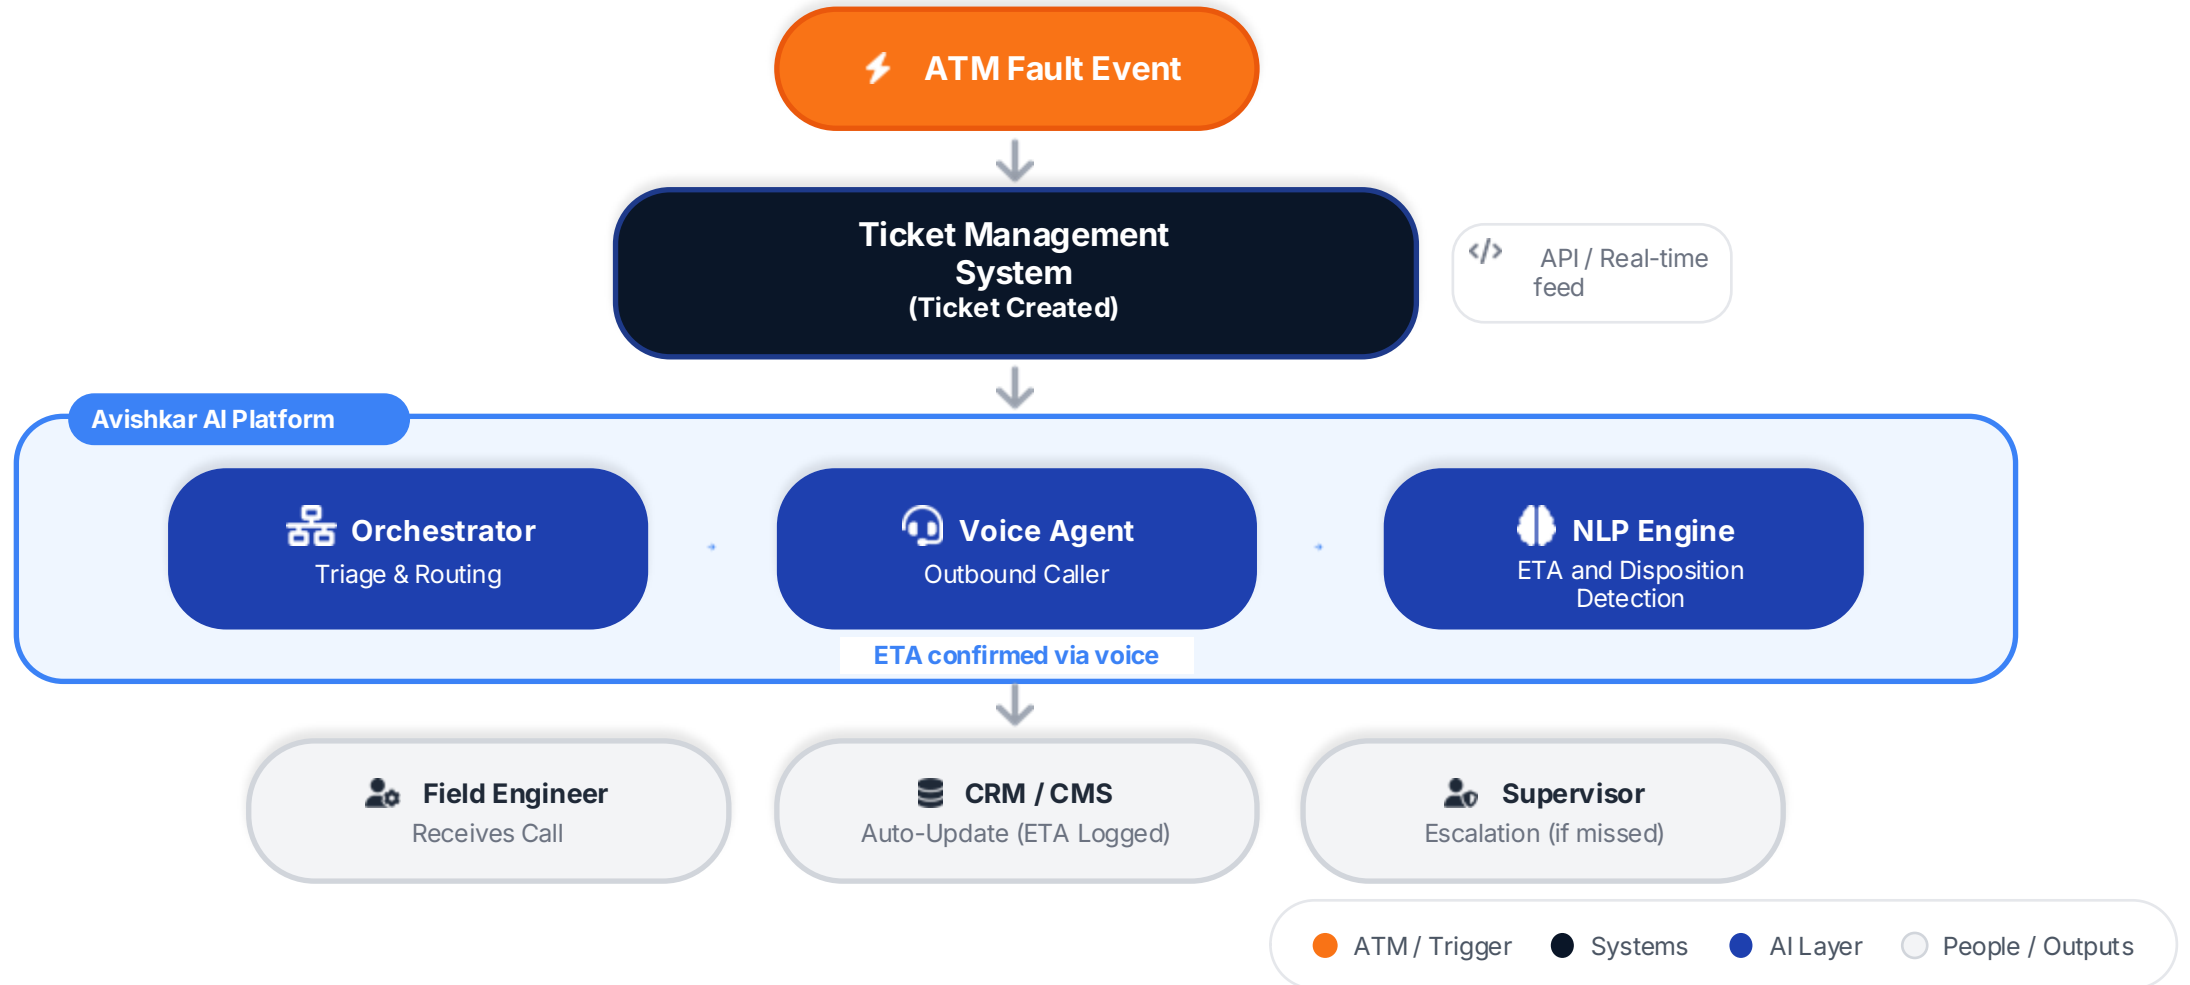 ATM Fault Event
Ticket Management
System
(Ticket Created)
</> API / Real-time
feed
Avishkar AI Platform
Orchestrator
Triage & Routing
Voice Agent
Outbound Caller
NLP Engine
ETA and Disposition
Detection
ETA confirmed via voice
Field Engineer
Receives Call
CRM / CMS
Auto-Update (ETA Logged)
Supervisor
Escalation (if missed)
ATM / Trigger
Systems
AI Layer
People / Outputs